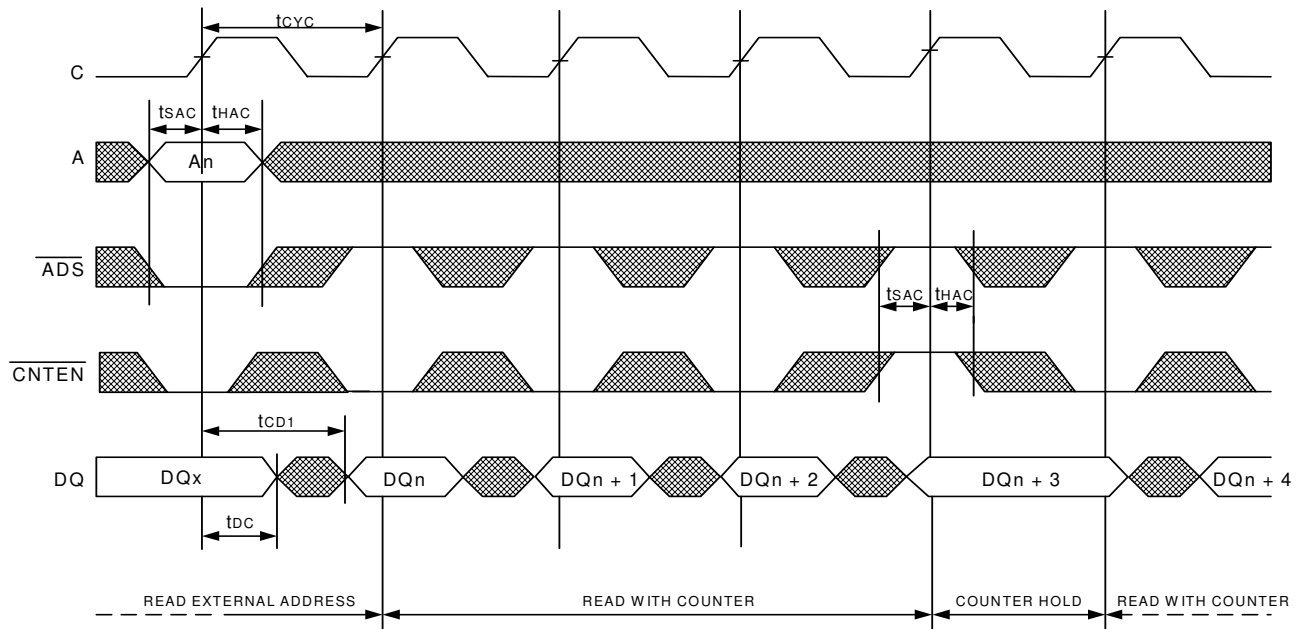 tCYC
C
tSAC tHAC
A An
ADS
tSAC tHAC
CNTEN
tCD1
DQ DQx DQn DQn + 1 DQn + 2 DQn + 3 DQn + 4
tDC
READ EXTERNAL ADDRESS READ WITH COUNTER COUNTER HOLD READ WITH COUNTER